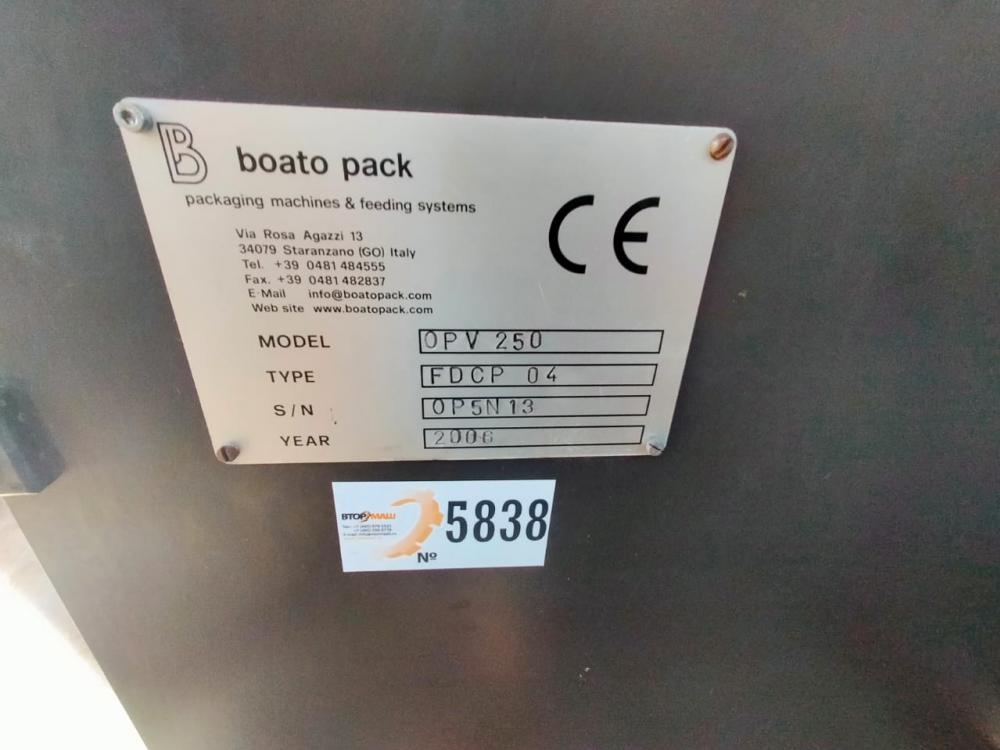 B
boato pack
packaging machines & feeding systems
CE
Via Rosa Agazzi 13
34079 Staranzano (GO) Italy
Tel. +39 0481 484555
Fax. +39 0481 482837
E-Mail info@boatopack.com
Web site www.boatopack.com
MODEL OPV 250
TYPE FDCP 04
S/N OP5N13
YEAR 2006
ВТОРМАШ
№ 5838